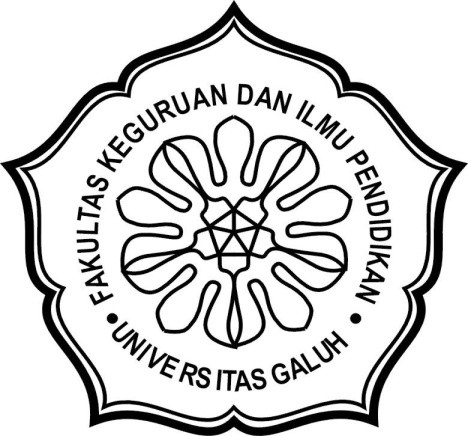 FAKULTAS KEGURUAN DAN ILMU PENDIDIKAN
UNIVERSITAS GALUH